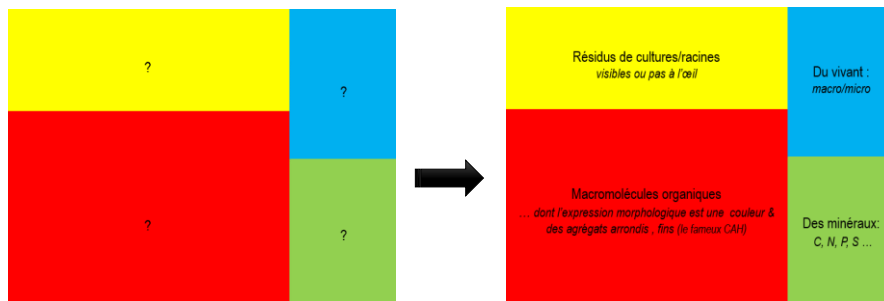 ?
?
?
?
Résidus de cultures/racines
visibles ou pas à l'œil
Du vivant :
macro/micro
Macromolécules organiques
… dont l'expression morphologique est une couleur &
des agrégats arrondis , fins (le fameux CAH)
Des minéraux:
C, N, P, S …